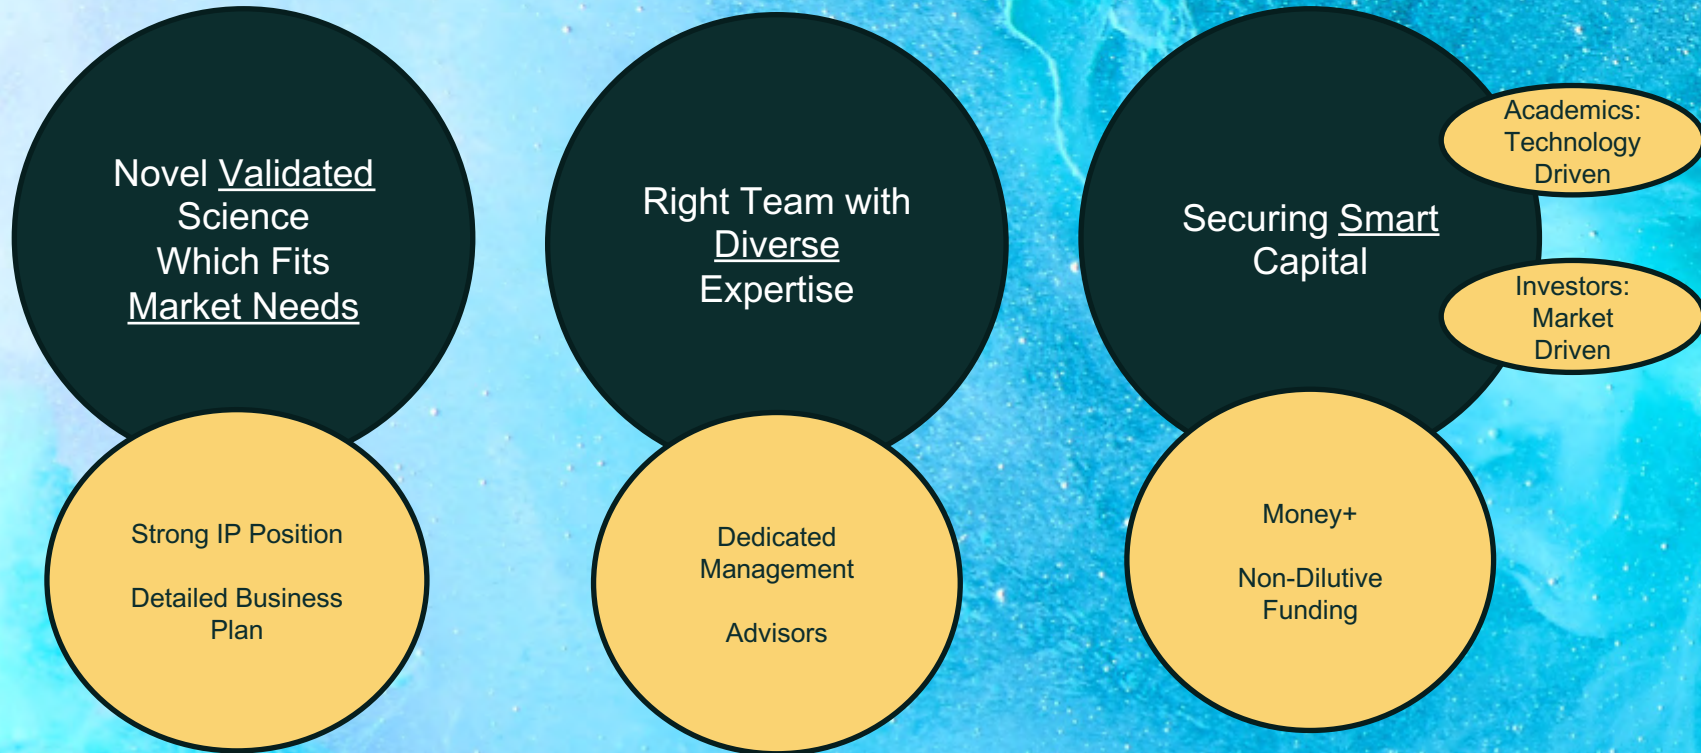 Novel Validated
Science
Which Fits
Market Needs
Strong IP Position
Detailed Business
Plan
Right Team with
Diverse
Expertise
Dedicated
Management
Advisors
Securing Smart
Capital
Academics:
Technology
Driven
Investors:
Market
Driven
Money+
Non-Dilutive
Funding